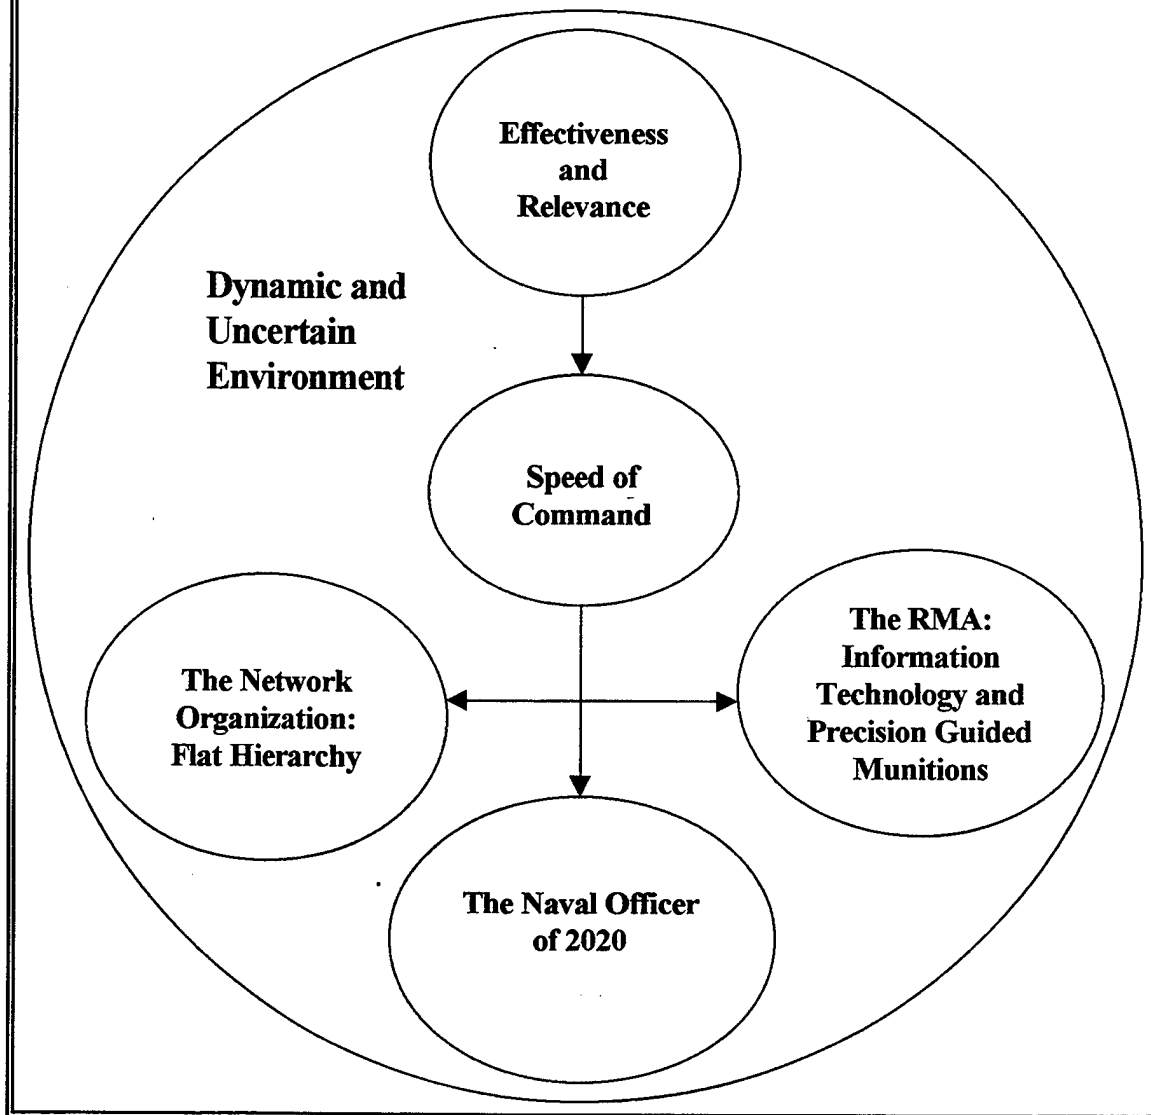 Effectiveness
and
Relevance
Dynamic and
Uncertain
Environment
Speed of
Command
The Network
Organization:
Flat Hierarchy
The RMA:
Information
Technology and
Precision Guided
Munitions
The Naval Officer
of 2020